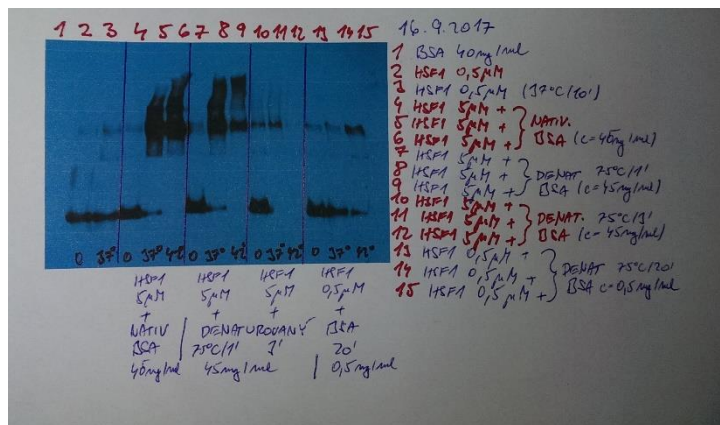 1 2 3 4 5 6 7 8 9 10 11 12 13 14 15
16.9.2017
1 BSA 40mg/ml
2 HSF1 0,5µM
3 HSF1 0,5µM (37°C/10')
4 HSF1 5µM +
5 HSF1 5µM + NATIV.
6 HSF1 5µM + BSA (c=45mg/ml)
7 HSF1 5µM +
8 HSF1 5µM + DENAT 75°C/1'
9 HSF1 5µM + BSA (c=45mg/ml)
10 HSF1 5µM +
11 HSF1 5µM + DENAT. 75°C/3'
12 HSF1 5µM + BSA (c=45mg/ml)
13 HSF1 0,5µM +
14 HSF1 0,5µM + DENAT 75°C/20'
15 HSF1 0,5µM + BSA c=0,5mg/ml
0 37° 0 37° 42° 0 37° 42 0 37° 42° 0 37° 42°
HSF1 HSF1 HSF1 HSF1
5µM 5µM 5µM 0,5µM
+ + + +
NATIV DENATUROVANÝ BSA
BSA 75°C/1' 3' 20'
45mg/ml 45mg/ml 0,5mg/ml